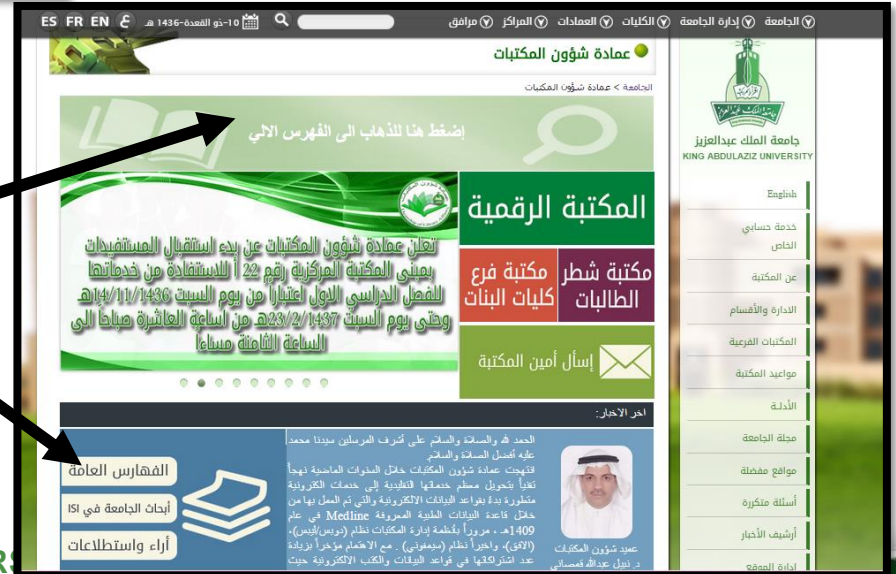 الجامعة
إدارة الجامعة
الكليات
العمادات
المراكز
مرافق
10-ذو القعدة-1436 هـ
ع EN FR ES
عمادة شؤون المكتبات
الجامعة > عمادة شؤون المكتبات
جامعة الملك عبدالعزيز
KING ABDULAZIZ UNIVERSITY
English
خدمة حسابي
الخاص
عن المكتبة
الادارة والأقسام
المكتبات الفرعية
مواعيد المكتبة
الأدلة
مجلة الجامعة
مواقع مفضلة
أسئلة متكررة
أرشيف الأخبار
إدارة الموقع
إضغط هنا للذهاب الى الفهرس الالي
المكتبة الرقمية
مكتبة شطر
الطالبات
مكتبة فرع
كليات البنات
إسأل أمين المكتبة
تعلن عمادة شؤون المكتبات عن بدء استقبال المستفيدات
بمبنى المكتبة المركزية رقم 22 أ للاستفادة من خدماتها
للفصل الدراسي الاول اعتباراً من يوم السبت 14/11/1436هـ
وحتى يوم السبت 23/2/1437هـ من الساعة العاشرة صباحاً الى
الساعة الثامنة مساءا
اخر الاخبار:
الحمد لله والصلاة والسلام على أشرف المرسلين سيدنا محمد
عليه أفضل الصلاة والسلام.
انتهجت عمادة شؤون المكتبات خلال السنوات الماضية نهجاً
تقنياً بتحويل معظم خدماتها التقليدية إلى خدمات الكترونية
متطورة بدءاً بقواعد البيانات الالكترونية والتي تم العمل بها من
خلال قاعدة البيانات الطبية المعروفة Medline في عام
1409هـ ، مروراً بأنظمة إدارة المكتبات نظام (دوبس/ليبس)،
(الافق)، واخيراً نظام (سيمفوني) . مع الاهتمام مؤخراً بزيادة
عدد اشتراكاتها في قواعد البيانات والكتب الالكترونية حيث
عميد شؤون المكتبات
د. نبيل عبدالله قمصاني
الفهارس العامة
أبحاث الجامعة في ISI
أراء واستطلاعات